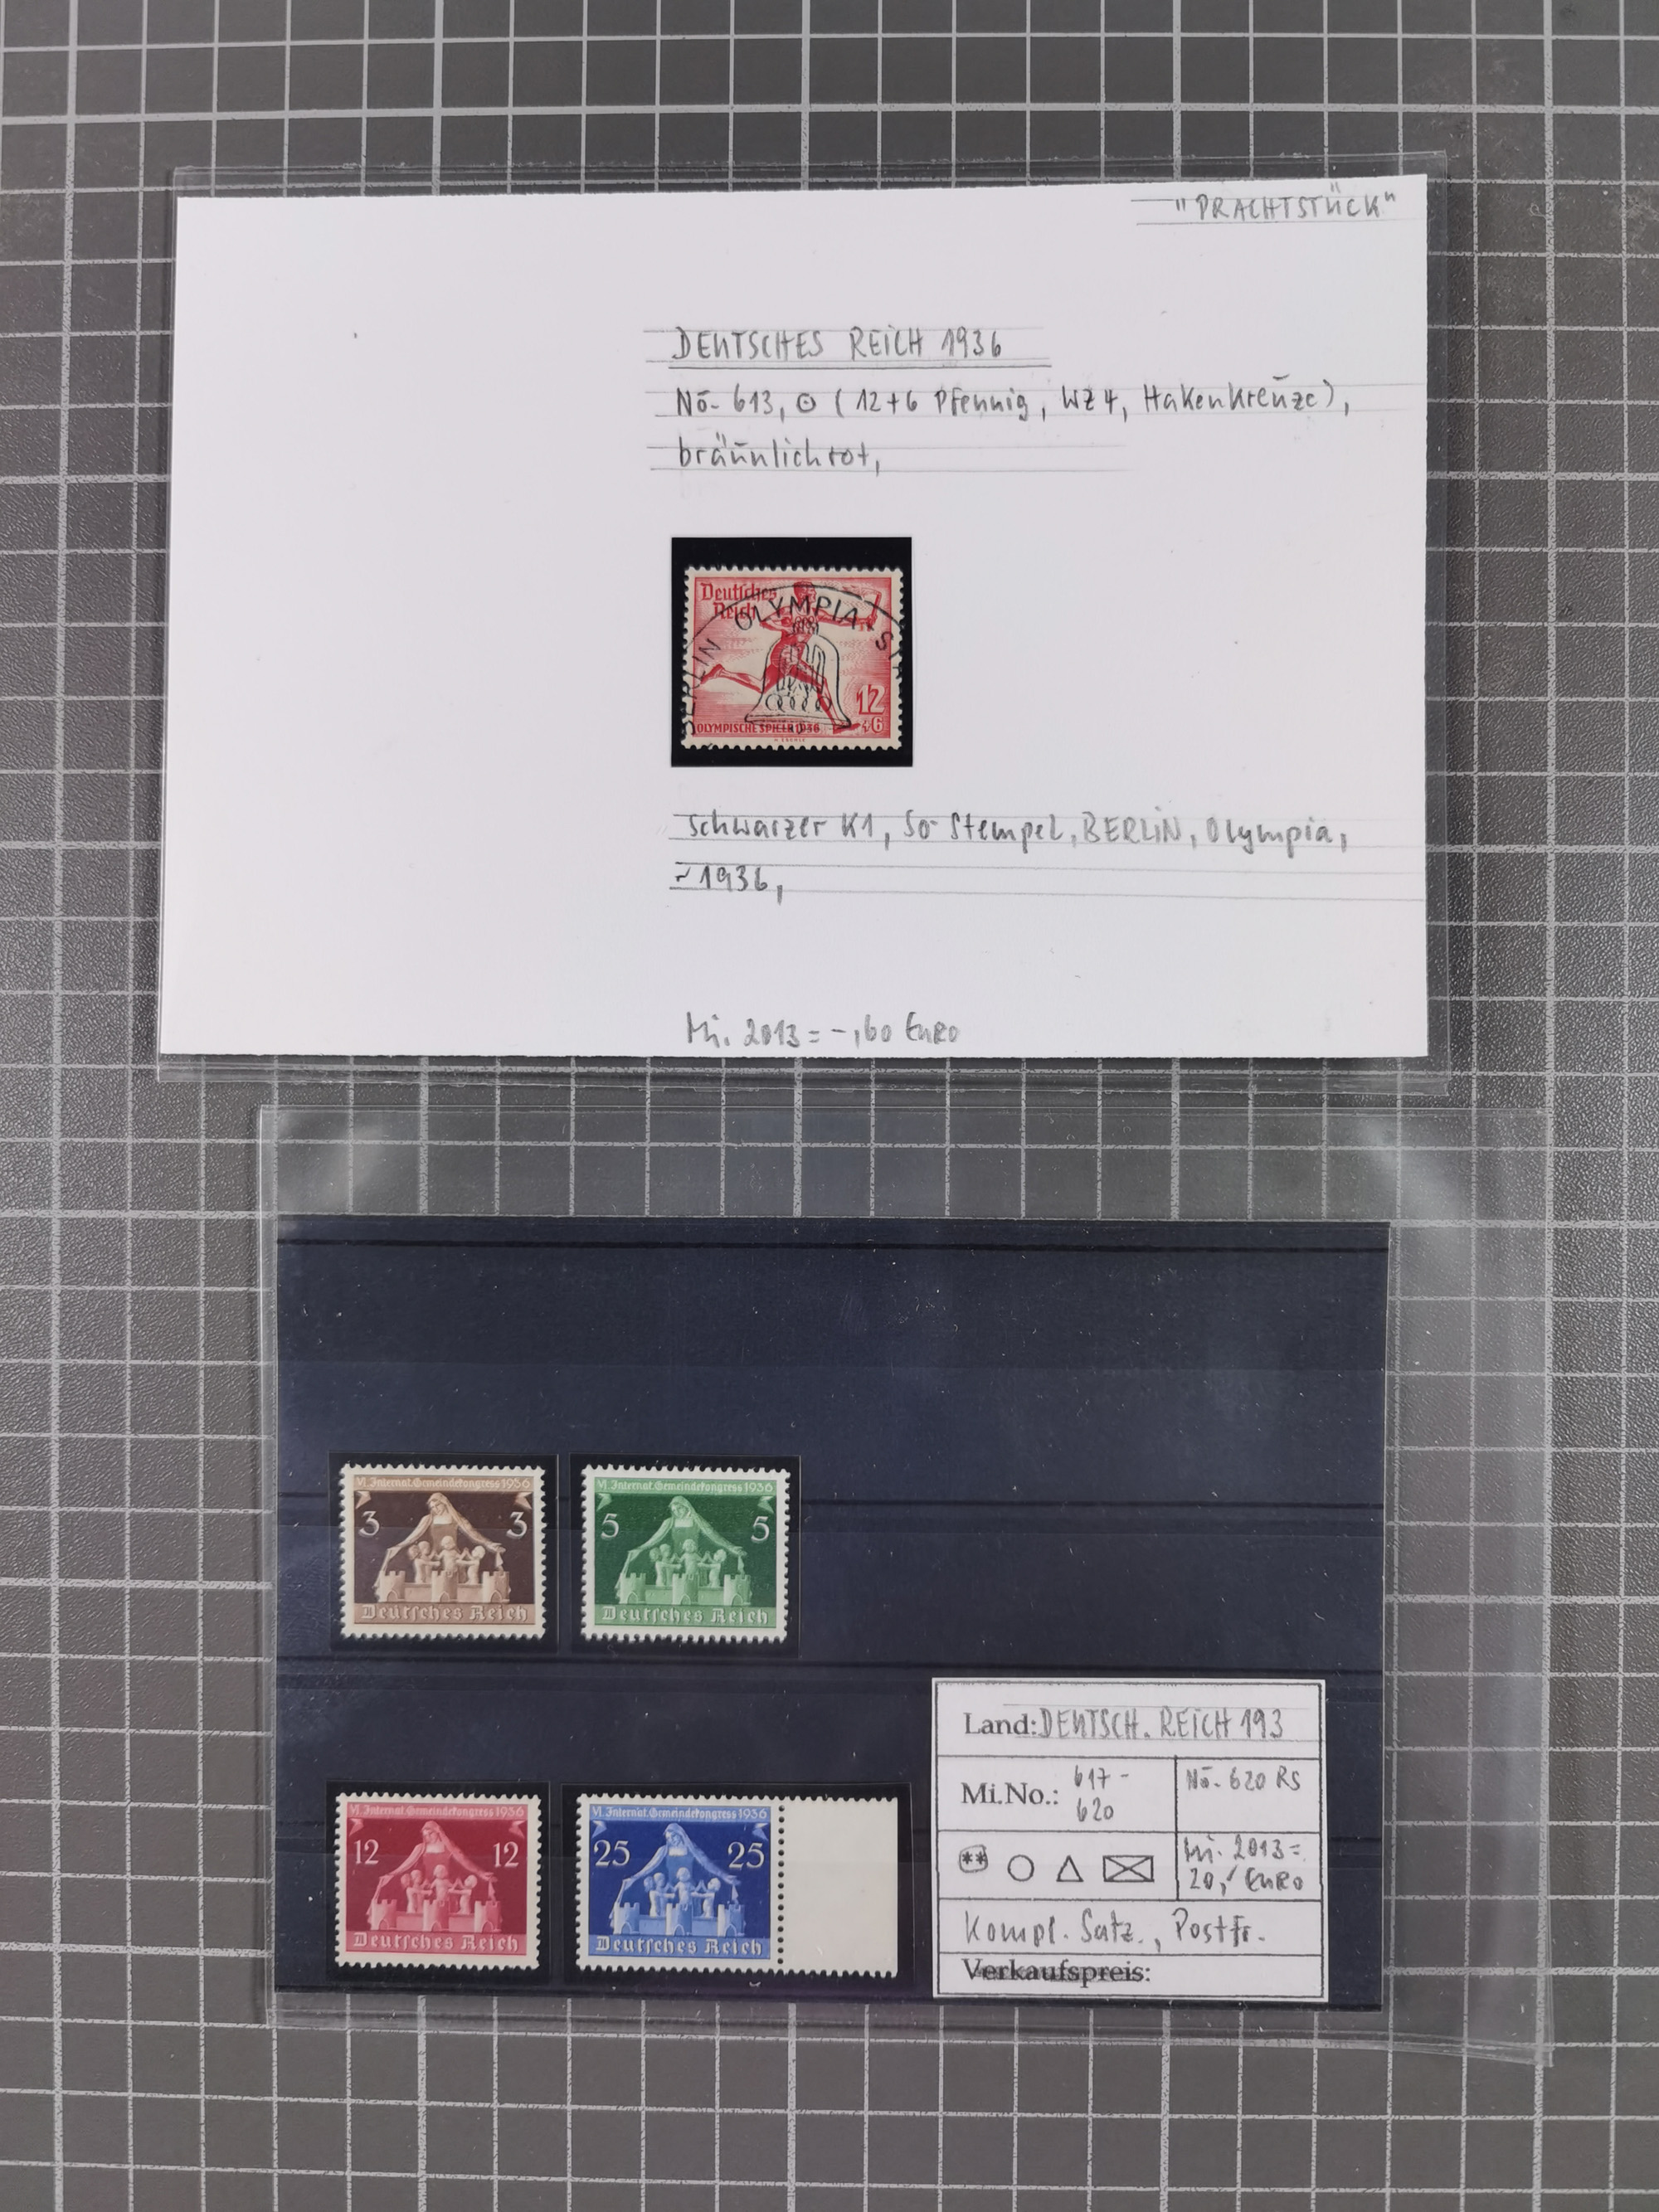 "PRACHTSTÜCK"
DEUTSCHES REICH 1936
No- 613, ⊙ (12+6 Pfennig, WZ 4, Hakenkreuze),
bräunlichrot,
Deutsches
Reich
BERLIN OLYMPIA ST
12
+6
OLYMPISCHE SPIELE 1936
schwarzer K1, So-Stempel, BERLIN, Olympia,
~1936,
Mi. 2013 = -,60 Euro
VI. Internat. Gemeindekongress 1936
3 3
Deutsches Reich
VI. Internat. Gemeindekongress 1936
5 5
Deutsches Reich
VI. Internat. Gemeindekongress 1936
12 12
Deutsches Reich
VI. Internat. Gemeindekongress 1936
25 25
Deutsches Reich
Land: DEUTSCH. REICH 193
Mi.No.: 617-
620
No- 620 RS
**
Mi. 2013 =
20,- Euro
Kompl. Satz., Postfr.
Verkaufspreis: